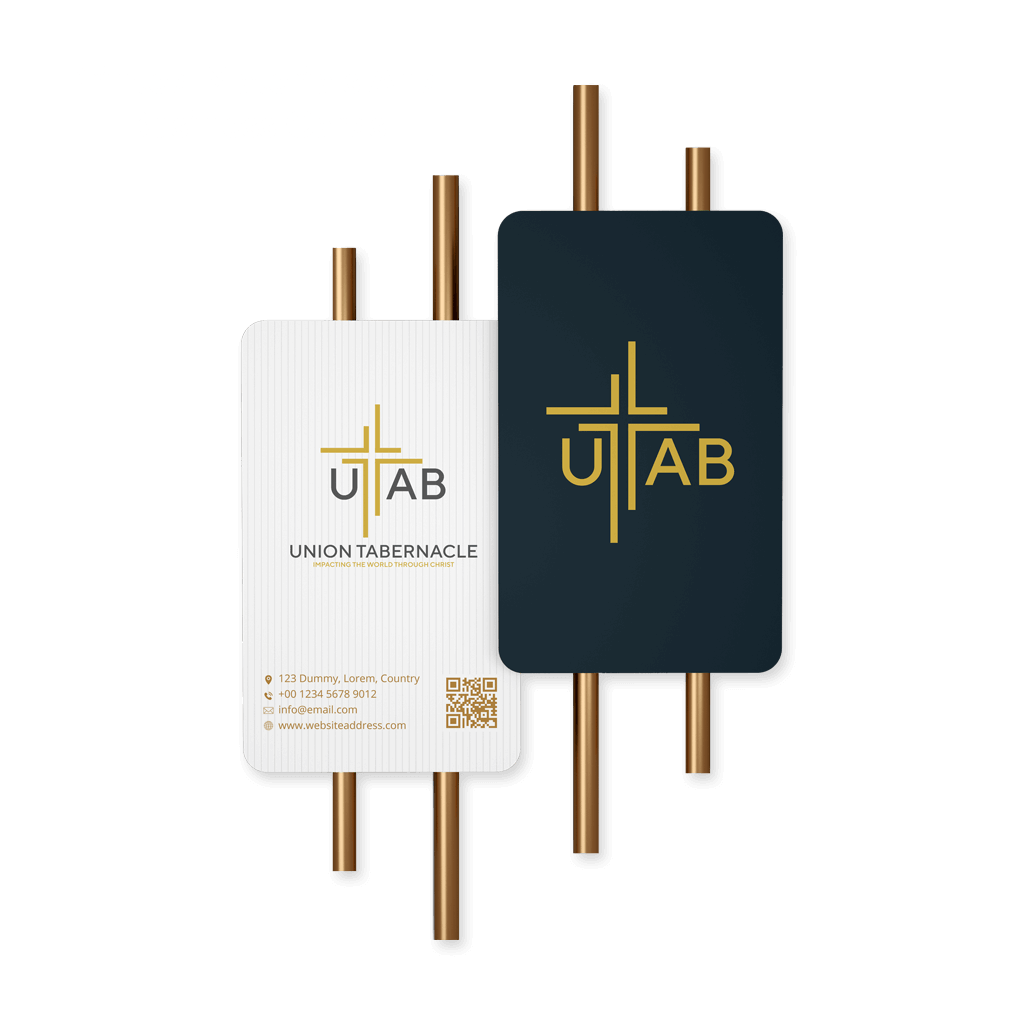 UTAB
UNION TABERNACLE
IMPACTING THE WORLD THROUGH CHRIST
123 Dummy, Lorem, Country
+00 1234 5678 9012
info@email.com
www.websiteaddress.com
UTAB